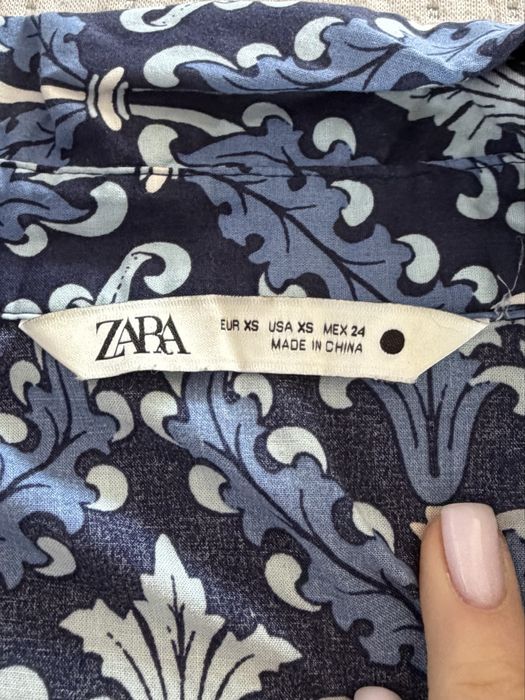 ZARA
EUR XS USA XS MEX 24
MADE IN CHINA